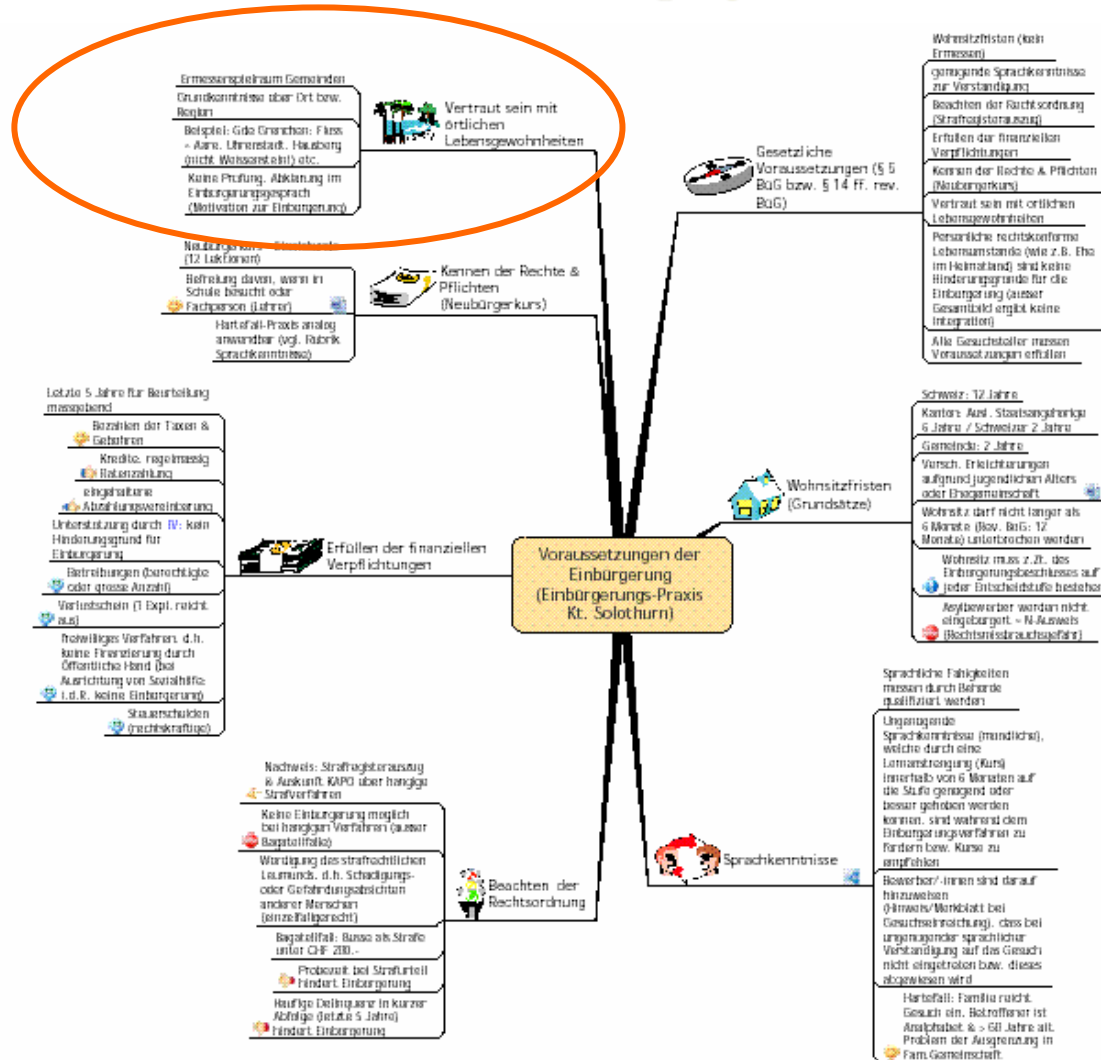 Ermessensspielraum Gemeinden
Grundkenntnisse über Ort bzw.
Region
Beispiel: Gde Grenchen: Fluss
= Aare, Uhrenstadt, Hausberg
(nicht Weissenstein!) etc.
Keine Prüfung, Abklärung im
Einbürgerungsgespräch
(Motivation zur Einbürgerung)
Vertraut sein mit
örtlichen
Lebensgewohnheiten
(12 Lektionen)
Befreiung davon, wenn in
Schule besucht oder
Fachperson (Lehrer)
Härtefall-Praxis analog
anwendbar (vgl. Rubrik
Sprachkenntnisse)
Kennen der Rechte &
Pflichten
(Neubürgerkurs)
Letzte 5 Jahre für Beurteilung
massgebend
Bezahlen der Taxen &
Gebühren
Kredite, regelmässig
Ratenzahlung
eingehaltene
Abzahlungsvereinbarung
Unterstützung durch IV: kein
Hinderungsgrund für
Einbürgerung
Betreibungen (berechtigte
oder grosse Anzahl)
Verlustschein (1 Expl. reicht
aus)
freiwilliges Verfahren, d.h.
keine Finanzierung durch
Öffentliche Hand (bei
Ausrichtung von Sozialhilfe:
i.d.R. keine Einbürgerung)
Steuerschulden
(rechtskräftige)
Erfüllen der finanziellen
Verpflichtungen
Nachweis: Strafregisterauszug
& Auskunft KAPO über hängige
Strafverfahren
Keine Einbürgerung möglich
bei hängigen Verfahren (ausser
Bagatellfälle)
Würdigung des strafrechtlichen
Leumunds, d.h. Schädigungs-
oder Gefährdungsabsichten
anderer Menschen
(einzelfallgerecht)
Bagatellfall: Busse als Strafe
unter CHF 200.-
Probezeit bei Strafurteil
hindert Einbürgerung
Häufige Delinquenz in kurzer
Abfolge (letzte 5 Jahre)
hindert Einbürgerung
Beachten der
Rechtsordnung
Voraussetzungen der
Einbürgerung
(Einbürgerungs-Praxis
Kt. Solothurn)
Gesetzliche
Voraussetzungen (§ 5
BüG bzw. § 14 ff. rev.
BüG)
Wohnsitzfristen (kein
Ermessen)
genügende Sprachkenntnisse
zur Verständigung
Beachten der Rechtsordnung
(Strafregisterauszug)
Erfüllen der finanziellen
Verpflichtungen
Kennen der Rechte & Pflichten
(Neubürgerkurs)
Vertraut sein mit örtlichen
Lebensgewohnheiten
Persönliche rechtskonforme
Lebensumstände (wie z.B. Ehe
im Heimatland) sind keine
Hinderungsgründe für die
Einbürgerung (ausser
Gesamtbild ergibt keine
Integration)
Alle Gesuchsteller müssen
Voraussetzungen erfüllen
Wohnsitzfristen
(Grundsätze)
Schweiz: 12 Jahre
Kanton: Ausl. Staatsangehörige
6 Jahre / Schweizer 2 Jahre
Gemeinde: 2 Jahre
Versch. Erleichterungen
aufgrund jugendlichen Alters
oder Ehegemeinschaft
Wohnsitz darf nicht länger als
6 Monate (Rev. BüG: 12
Monate) unterbrochen werden
Wohnsitz muss z.Zt. des
Einbürgerungsbeschlusses auf
jeder Entscheidstufe bestehen
Asylbewerber werden nicht
eingebürgert = N-Ausweis
(Rechtsmissbrauchsgefahr)
Sprachkenntnisse
Sprachliche Fähigkeiten
müssen durch Behörde
qualifiziert werden
Ungenügende
Sprachkenntnisse (mündliche),
welche durch eine
Lernanstrengung (Kurs)
innerhalb von 6 Monaten auf
die Stufe genügend oder
besser gehoben werden
können, sind während dem
Einbürgerungsverfahren zu
fördern bzw. Kurse zu
empfehlen
Bewerber/-innen sind darauf
hinzuweisen
(Hinweis/Merkblatt bei
Gesuchseinreichung), dass bei
ungenügender sprachlicher
Verständigung auf das Gesuch
nicht eingetreten bzw. dieses
abgewiesen wird
Härtefall: Familie reicht
Gesuch ein. Betroffener ist
Analphabet & > 60 Jahre alt.
Problem der Ausgrenzung in
Fam.Gemeinschaft